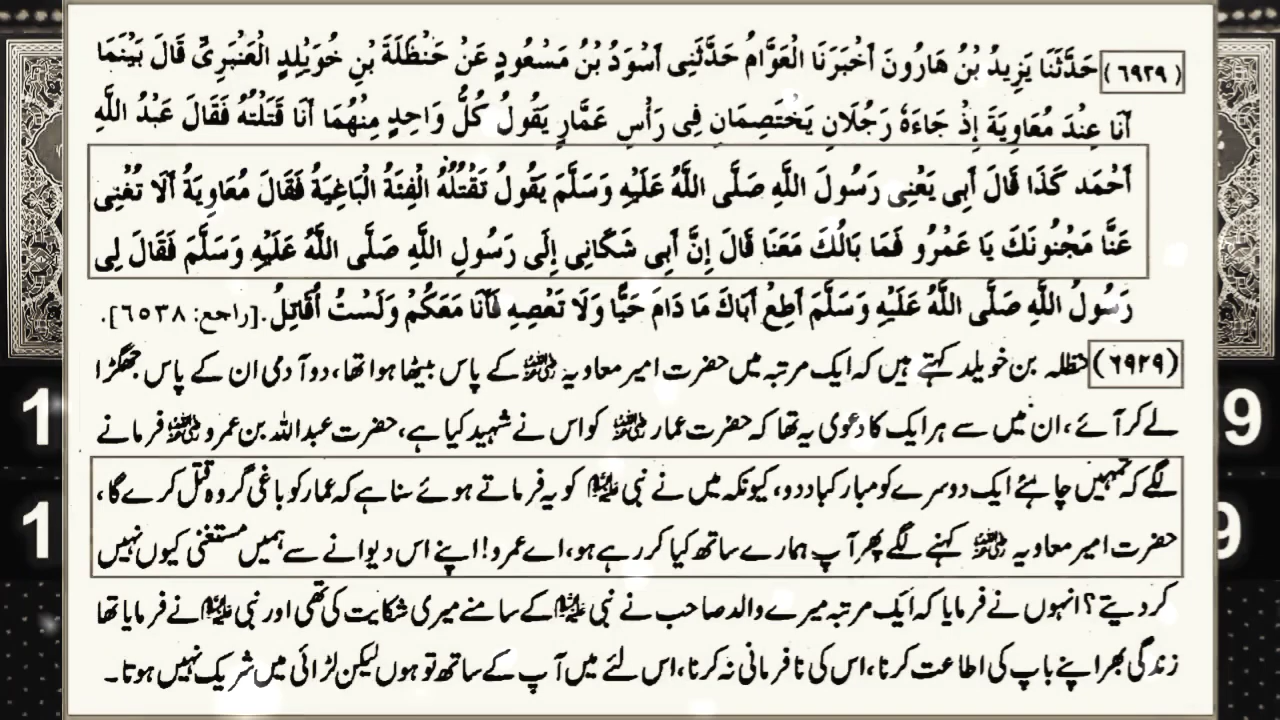 (٦٩٢٩) حَدَّثَنَا يَزِيدُ بْنُ هَارُونَ أَخْبَرَنَا الْعَوَّامُ حَدَّثَنِى أَسْوَدُ بْنُ مَسْعُودٍ عَنْ حَنْظَلَةَ بْنِ خُوَيْلِدٍ الْعَنْبَرِىِّ قَالَ بَيْنَمَا
أَنَا عِنْدَ مُعَاوِيَةَ إِذْ جَاءَهُ رَجُلَانِ يَخْتَصِمَانِ فِى رَأْسِ عَمَّارٍ يَقُولُ كُلُّ وَاحِدٍ مِنْهُمَا أَنَا قَتَلْتُهُ فَقَالَ عَبْدُ اللَّهِ
أَحْمَد كَذَا قَالَ أَبِى يَعْنِى رَسُولَ اللَّهِ صَلَّى اللَّهُ عَلَيْهِ وَسَلَّمَ يَقُولُ تَقْتُلُهُ الْفِئَةُ الْبَاغِيَةُ فَقَالَ مُعَاوِيَةُ أَلَا تُغْنِى
عَنَّا مَجْنُونَكَ يَا عَمْرُو فَمَا بَالُكَ مَعَنَا قَالَ إِنَّ أَبِى شَكَانِى إِلَى رَسُولِ اللَّهِ صَلَّى اللَّهُ عَلَيْهِ وَسَلَّمَ فَقَالَ لِى
رَسُولُ اللَّهِ صَلَّى اللَّهُ عَلَيْهِ وَسَلَّمَ أَطِعْ أَبَاكَ مَا دَامَ حَيًّا وَلَا تَعْصِهِ فَأَنَا مَعَكُمْ وَلَسْتُ أُقَاتِلُ. [راجع: ٦٥٣٨].
(٦٩٢٩) حنظلہ بن خویلد کہتے ہیں کہ ایک مرتبہ میں حضرت امیر معاویہ رضی اللہ عنہ کے پاس بیٹھا ہوا تھا، دو آدمی ان کے پاس جھگڑا
لے کر آئے، ان میں سے ہر ایک کا دعوی یہ تھا کہ حضرت عمار رضی اللہ عنہ کو اس نے شہید کیا ہے، حضرت عبداللہ بن عمرو رضی اللہ عنہ فرمانے
لگے کہ تمہیں چاہئے ایک دوسرے کو مبارکباد دو، کیونکہ میں نے نبی علیہ السلام کو یہ فرماتے ہوئے سنا ہے کہ عمار کو باغی گروہ قتل کرے گا،
حضرت امیر معاویہ رضی اللہ عنہ کہنے لگے پھر آپ ہمارے ساتھ کیا کر رہے ہو، اے عمرو! اپنے اس دیوانے سے ہمیں مستغنی کیوں نہیں
کر دیتے؟ انہوں نے فرمایا کہ ایک مرتبہ میرے والد صاحب نے نبی علیہ السلام کے سامنے میری شکایت کی تھی اور نبی علیہ السلام نے فرمایا تھا
زندگی بھر اپنے باپ کی اطاعت کرنا، اس کی نافرمانی نہ کرنا، اس لئے میں آپ کے ساتھ تو ہوں لیکن لڑائی میں شریک نہیں ہوتا۔
1 9
1 9